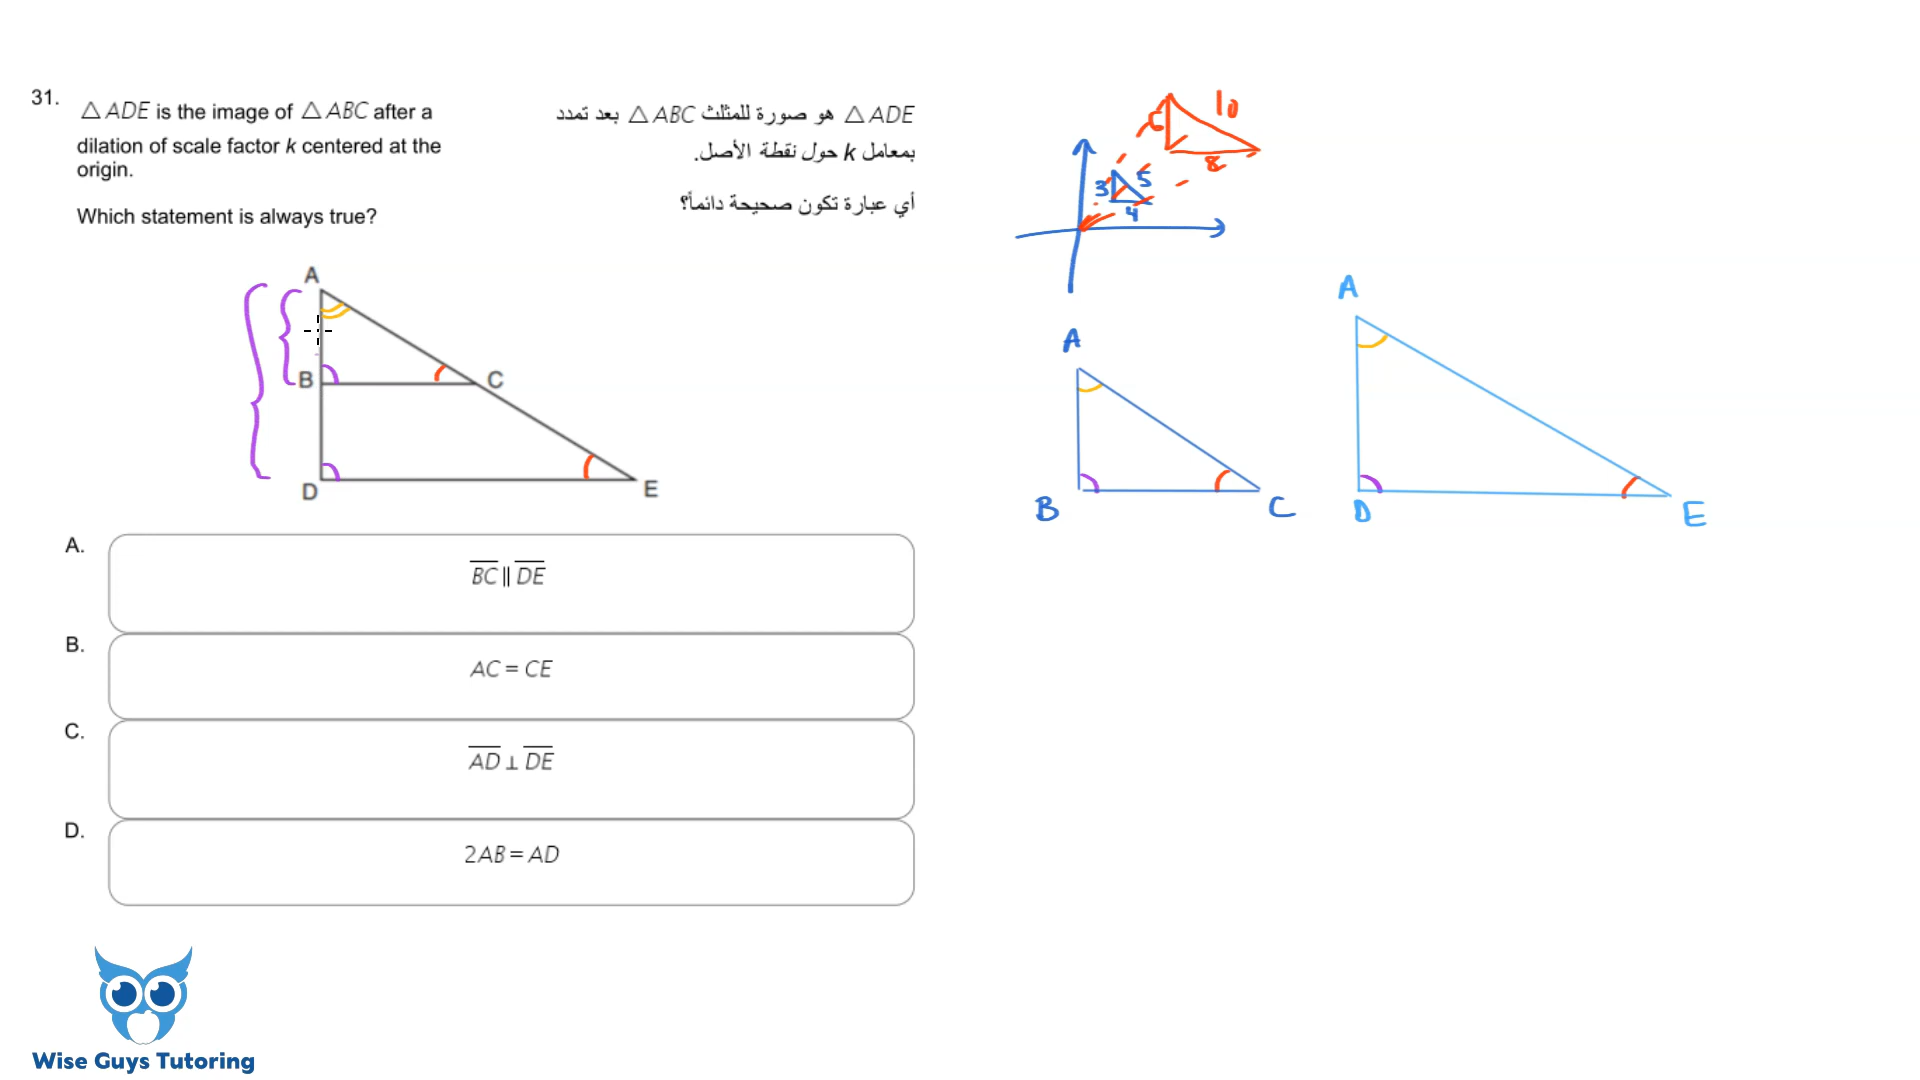 31.
△ADE is the image of △ABC after a
dilation of scale factor k centered at the
origin.
Which statement is always true?
△ADE هو صورة للمثلث △ABC بعد تمدد
بمعامل k حول نقطة الأصل.
أي عبارة تكون صحيحة دائماً؟
A
B
C
D
E
A.
BC || DE
B.
AC = CE
C.
AD ⊥ DE
D.
2AB = AD
6
10
8
3
5
4
A
B
C
A
D
E
Wise Guys Tutoring